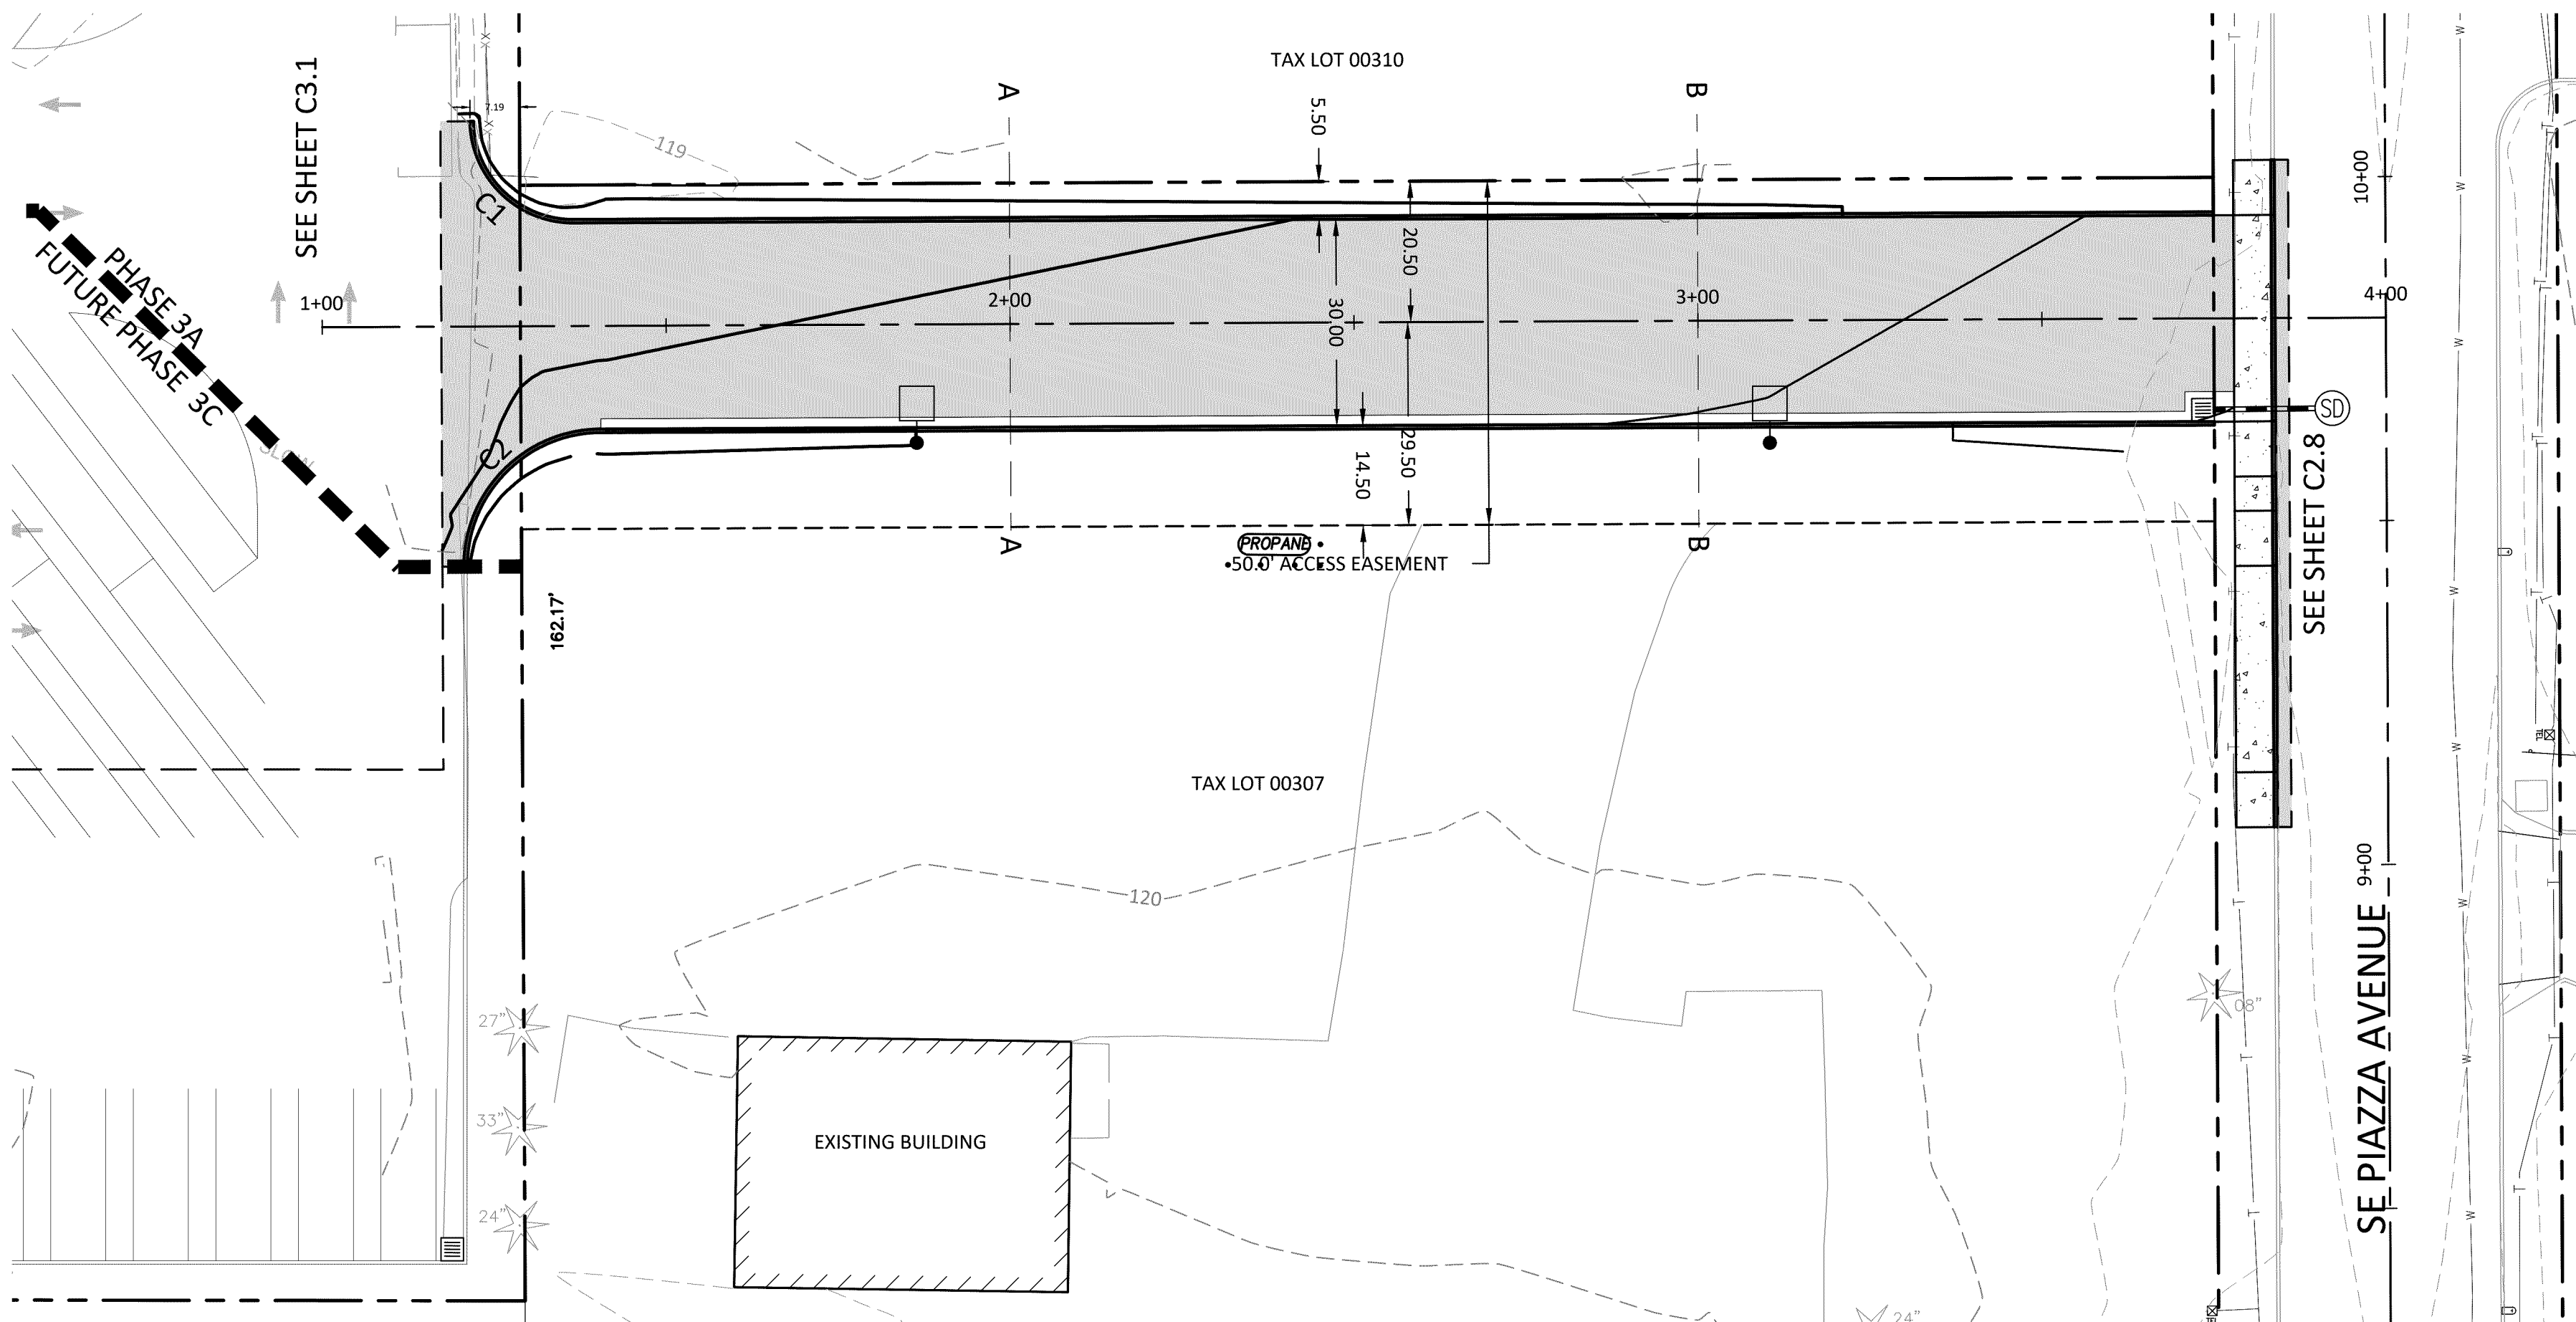 TAX LOT 00310
SEE SHEET C3.1
A
B
5.50
7.19
119
10+00
C1
PHASE 3A
FUTURE PHASE 3C
1+00
2+00
3+00
4+00
20.50
30.00
SD
C2
SLOW
29.50
14.50
SEE SHEET C2.8
A
B
PROPANE
50.0' ACCESS EASEMENT
162.17'
TEL
TAX LOT 00307
9+00
120
SE PIAZZA AVENUE
27"
08"
33"
EXISTING BUILDING
24"
24"
W
W
W
W
W
W
W
W
W